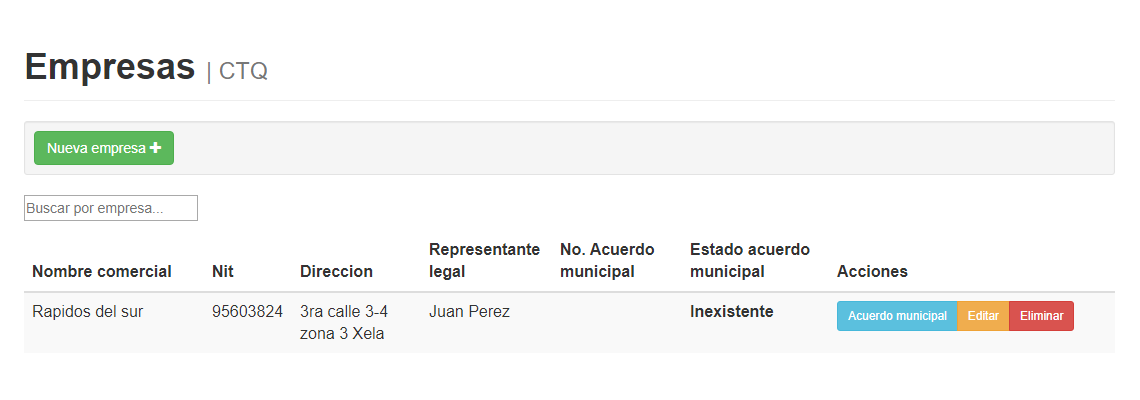 Empresas | CTQ
Nueva empresa
Buscar por empresa...
Nombre comercial Nit Direccion Representante legal No. Acuerdo municipal Estado acuerdo municipal Acciones
Rapidos del sur 95603824 3ra calle 3-4 zona 3 Xela Juan Perez Inexistente Acuerdo municipal Editar Eliminar